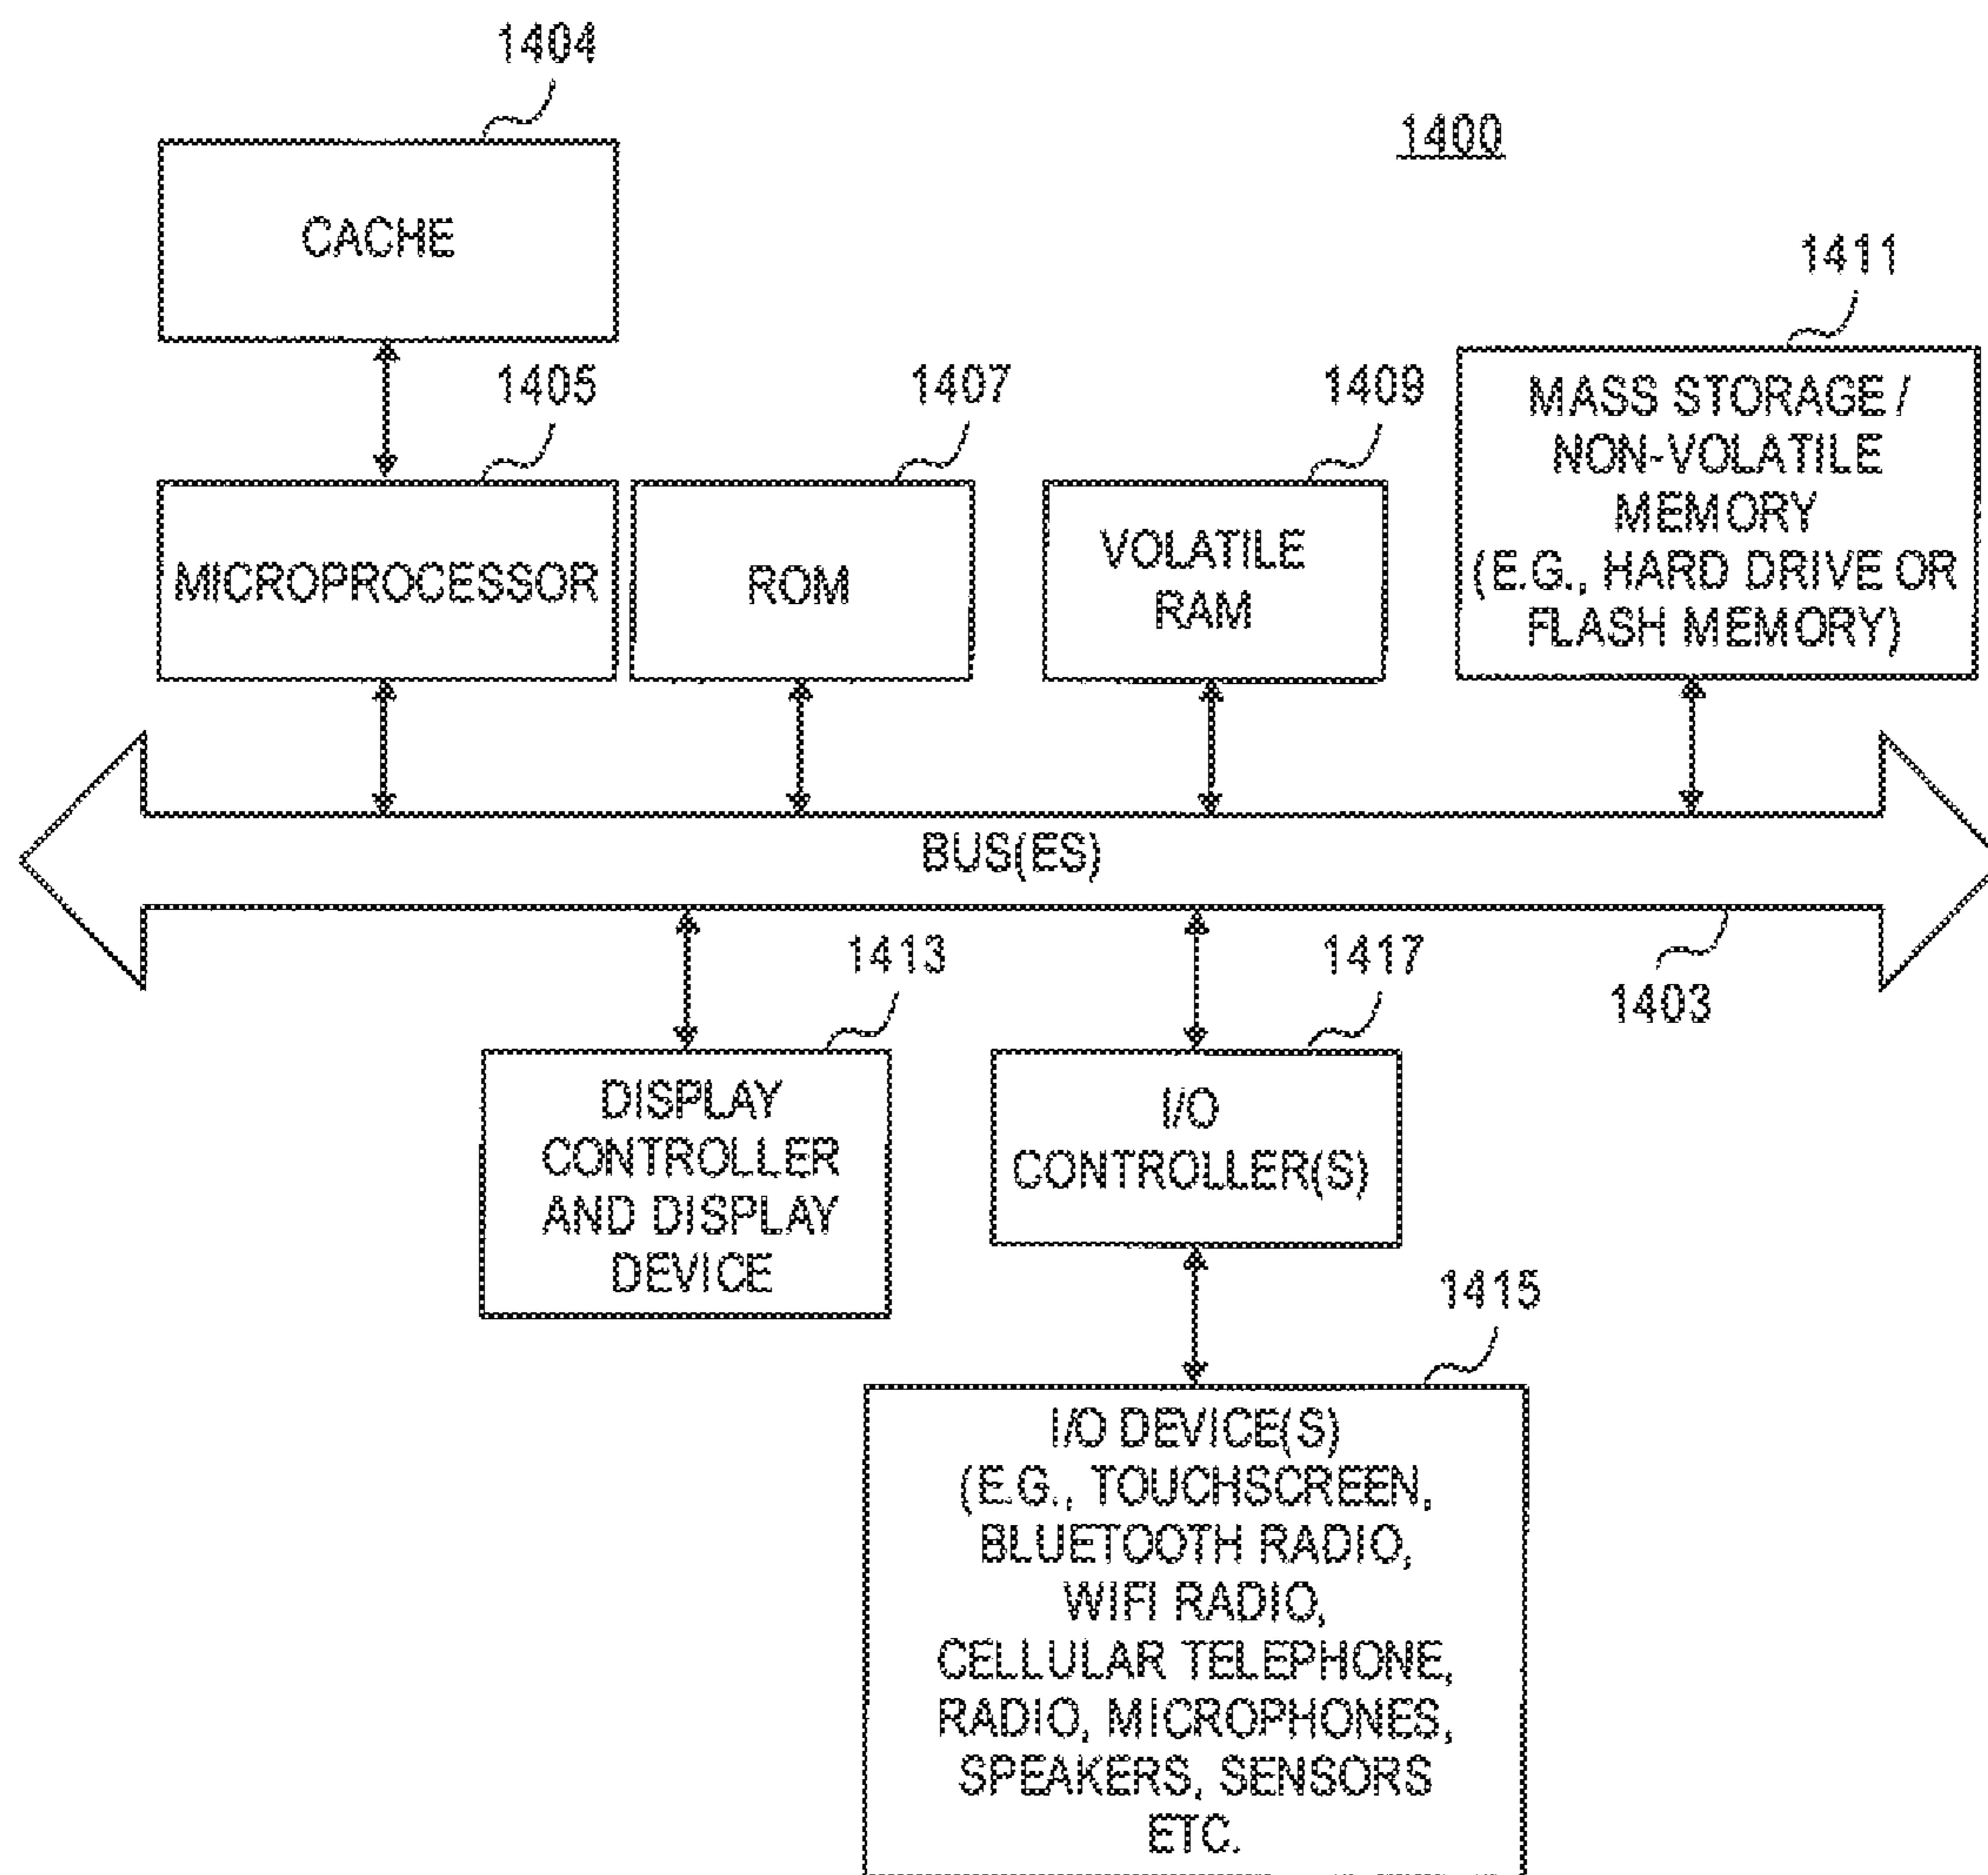 1404
1400
CACHE
1411
1405
1407
1409
MASS STORAGE /
NON-VOLATILE
MEMORY
(E.G., HARD DRIVE OR
FLASH MEMORY)
MICROPROCESSOR
ROM
VOLATILE
RAM
BUS(ES)
1413
1417
1403
DISPLAY
CONTROLLER
AND DISPLAY
DEVICE
I/O
CONTROLLER(S)
1415
I/O DEVICE(S)
(E.G., TOUCHSCREEN,
BLUETOOTH RADIO,
WIFI RADIO,
CELLULAR TELEPHONE,
RADIO, MICROPHONES,
SPEAKERS, SENSORS
ETC.